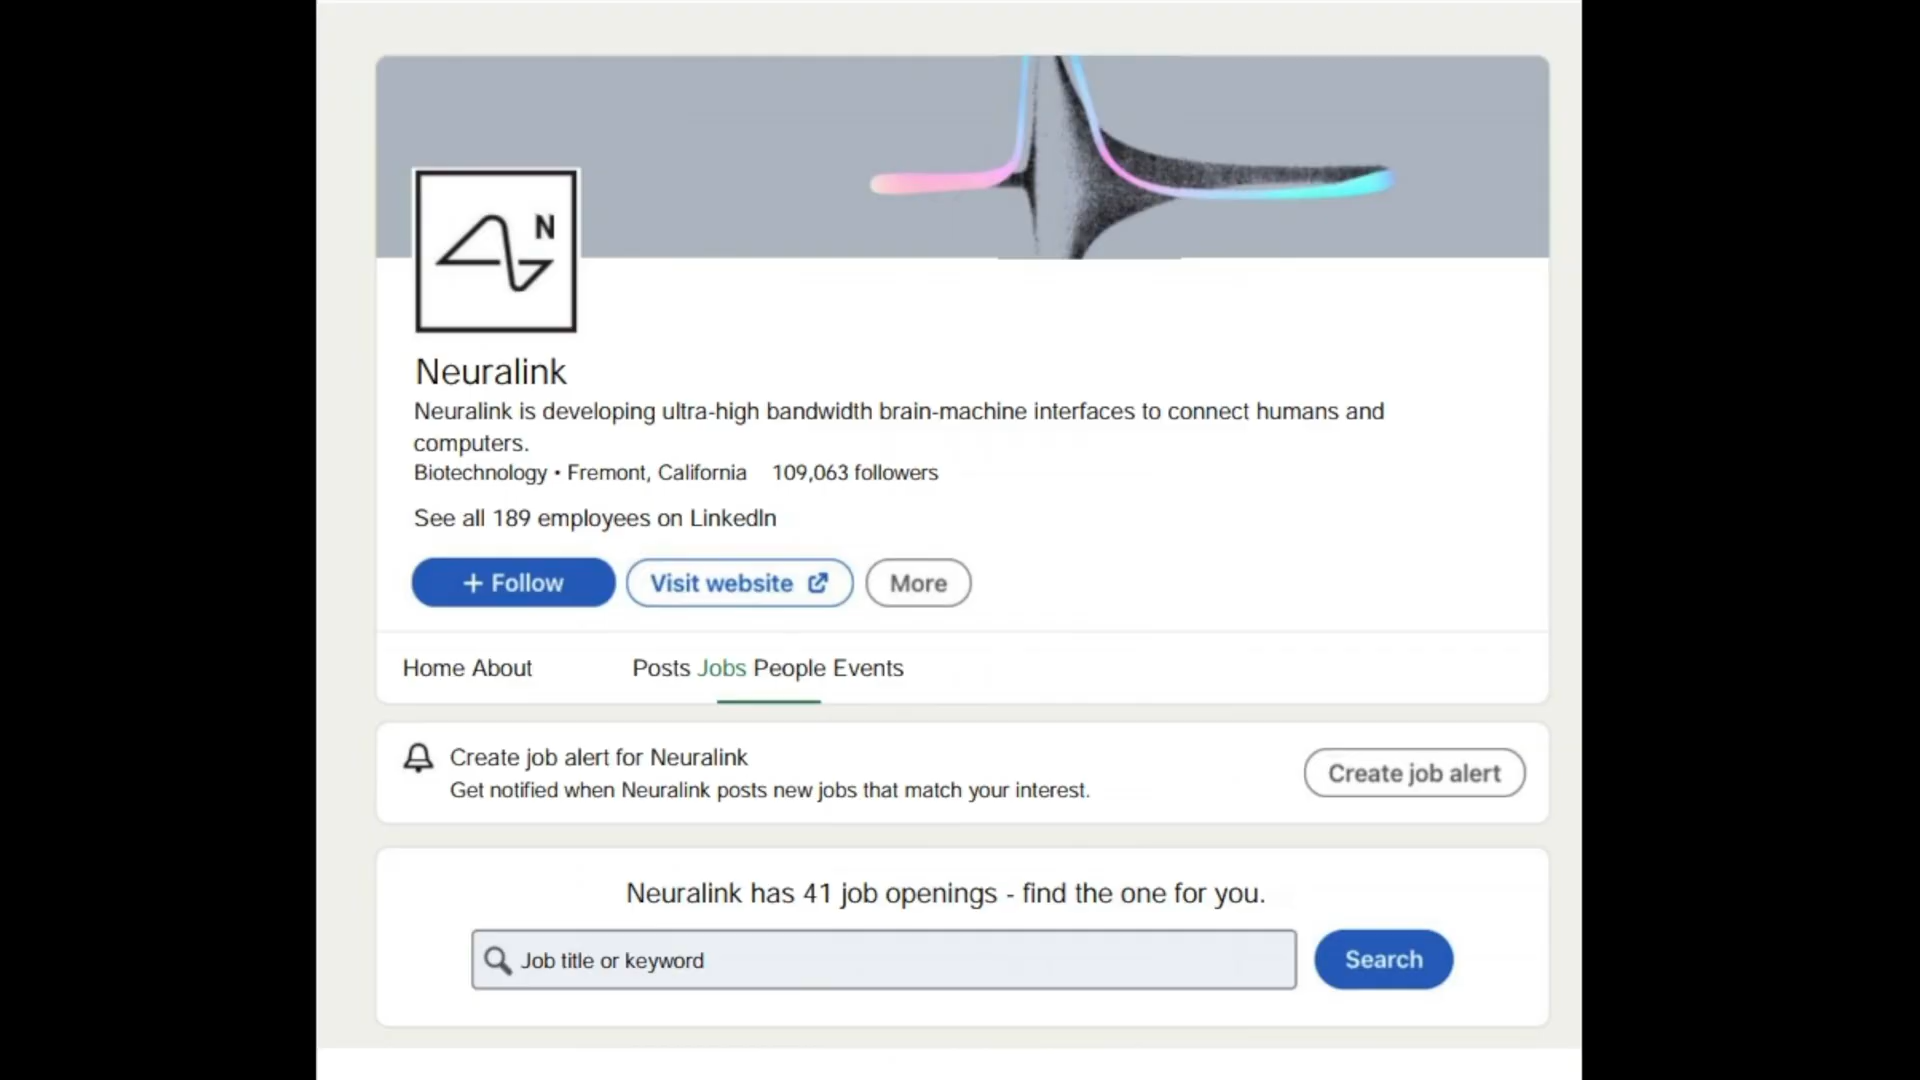 N
Neuralink
Neuralink is developing ultra-high bandwidth brain-machine interfaces to connect humans and
computers.
Biotechnology • Fremont, California 109,063 followers
See all 189 employees on LinkedIn
+ Follow Visit website More
Home About Posts Jobs People Events
Create job alert for Neuralink
Get notified when Neuralink posts new jobs that match your interest.
Create job alert
Neuralink has 41 job openings - find the one for you.
Job title or keyword
Search